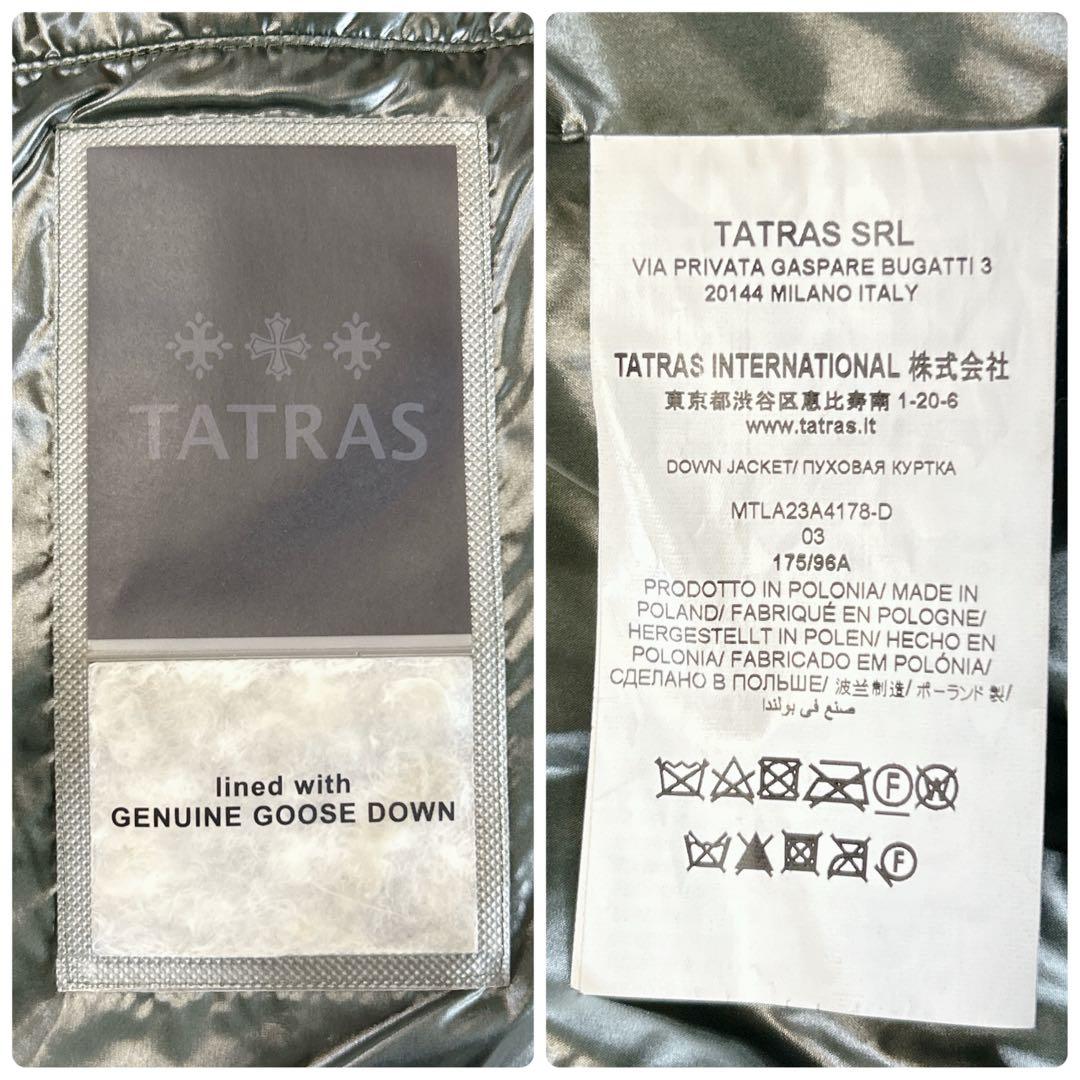 TATRAS
lined with
GENUINE GOOSE DOWN
TATRAS SRL
VIA PRIVATA GASPARE BUGATTI 3
20144 MILANO ITALY
TATRAS INTERNATIONAL 株式会社
東京都渋谷区恵比寿南 1-20-6
www.tatras.it
DOWN JACKET/ ПУХОВАЯ КУРТКА
MTLA23A4178-D
03
175/96A
PRODOTTO IN POLONIA/ MADE IN
POLAND/ FABRIQUÉ EN POLOGNE/
HERGESTELLT IN POLEN/ HECHO EN
POLONIA/ FABRICADO EM POLÓNIA/
СДЕЛАНО В ПОЛЬШЕ/ 波兰制造/ ポーランド製/
صنع في بولندا
F W
F